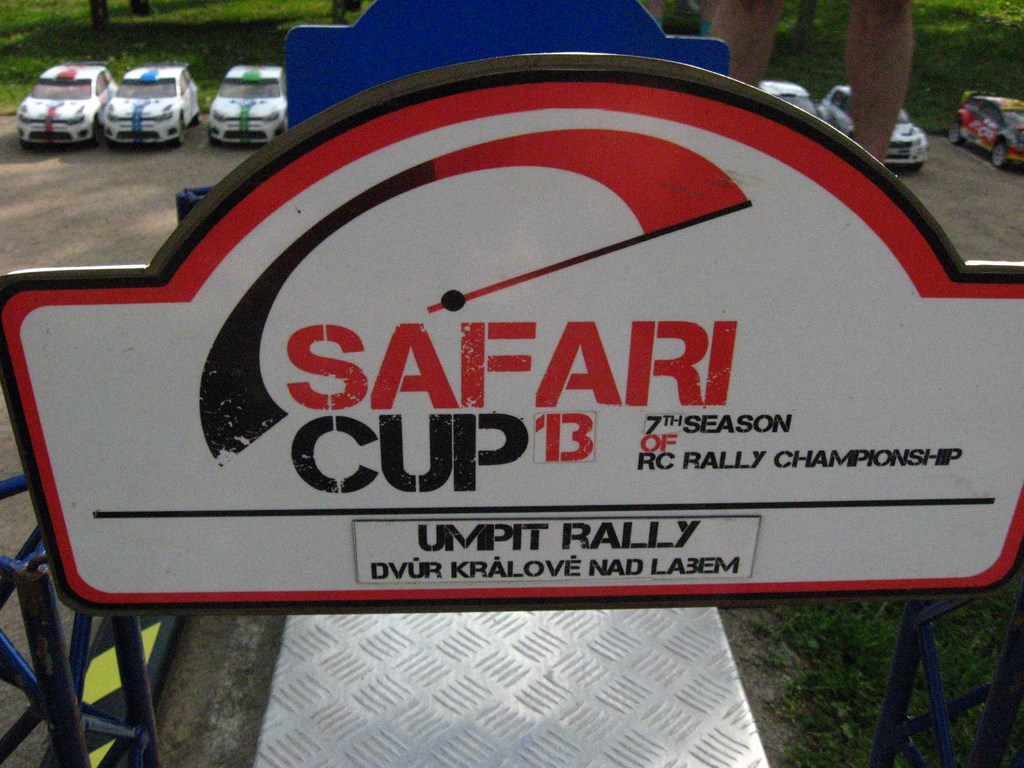 SAFARI
CUP '13
7TH SEASON
OF
RC RALLY CHAMPIONSHIP
UMPIT RALLY
DVŮR KRÁLOVÉ NAD LABEM